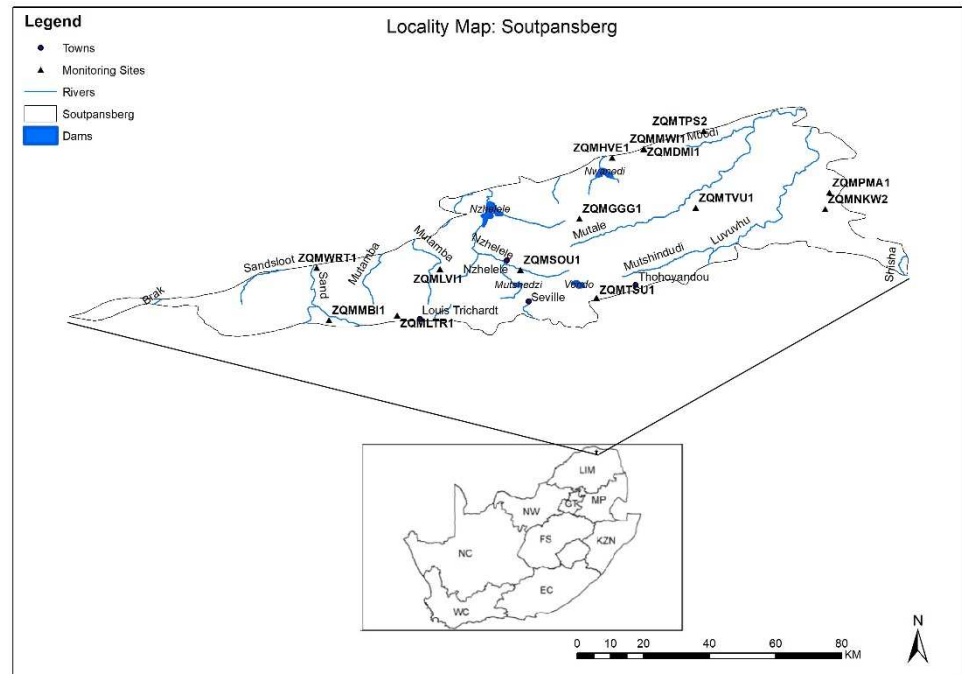 Legend
Towns
Monitoring Sites
Rivers
Soutpansberg
Dams
Locality Map: Soutpansberg
ZQMTPS2
Mbodi
ZQMMWI1
ZQMDMI1
ZQMHVE1
Nwanedi
ZQMPMA1
ZQMNKW2
ZQMTVU1
ZQMGGG1
Nzhelele
Mutale
Luvuvhu
Mutshindudi
Shisha
Mutamba
Nzhelele
Nzhelele
ZQMSOU1
Mutshedzi
Vondo
Thohoyandou
ZQMTSU1
Seville
ZQMLVI1
Mutamba
ZQMWRT1
Sandsloot
Sand
Brak
ZQMMBI1
Louis Trichardt
ZQMLTR1
LIM
MP
GT
NW
FS
KZN
NC
EC
WC
N
0 10 20 40 60 80
KM